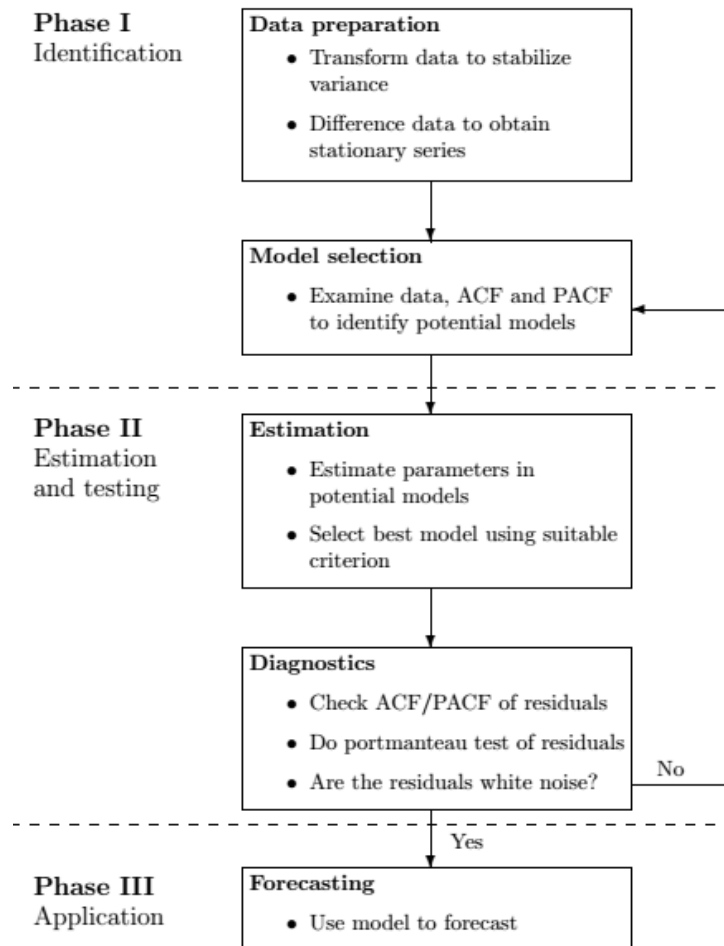 Phase I
Identification
Data preparation
• Transform data to stabilize
variance
• Difference data to obtain
stationary series
Model selection
• Examine data, ACF and PACF
to identify potential models
Phase II
Estimation
and testing
Estimation
• Estimate parameters in
potential models
• Select best model using suitable
criterion
Diagnostics
• Check ACF/PACF of residuals
• Do portmanteau test of residuals
• Are the residuals white noise?
No
Yes
Phase III
Application
Forecasting
• Use model to forecast